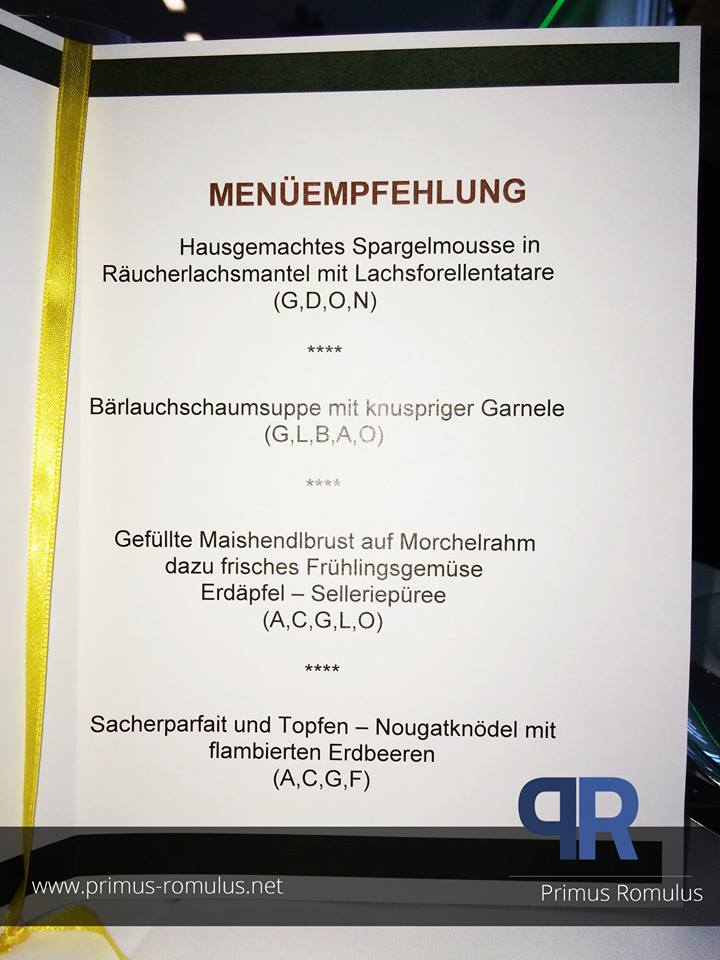 MENÜEMPFEHLUNG
Hausgemachtes Spargelmousse in
Räucherlachsmantel mit Lachsforellentatare
(G,D,O,N)
****
Bärlauchschaumsuppe mit knuspriger Garnele
(G,L,B,A,O)
****
Gefüllte Maishendlbrust auf Morchelrahm
dazu frisches Frühlingsgemüse
Erdäpfel – Selleriepüree
(A,C,G,L,O)
****
Sacherparfait und Topfen – Nougatknödel mit
flambierten Erdbeeren
(A,C,G,F)
PR
www.primus-romulus.net
Primus Romulus